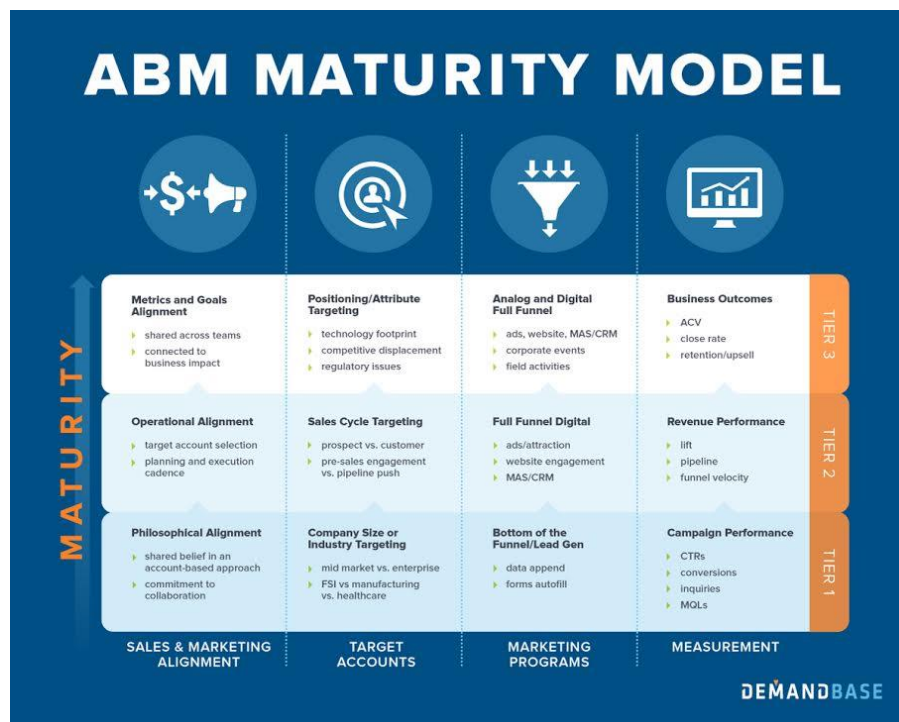 ABM MATURITY MODEL
MATURITY
Metrics and Goals
Alignment
shared across teams
connected to
business impact
Positioning/Attribute
Targeting
technology footprint
competitive displacement
regulatory issues
Analog and Digital
Full Funnel
ads, website, MAS/CRM
corporate events
field activities
Business Outcomes
ACV
close rate
retention/upsell
TIER 3
Operational Alignment
target account selection
planning and execution
cadence
Sales Cycle Targeting
prospect vs. customer
pre-sales engagement
vs. pipeline push
Full Funnel Digital
ads/attraction
website engagement
MAS/CRM
Revenue Performance
lift
pipeline
funnel velocity
TIER 2
Philosophical Alignment
shared belief in an
account-based approach
commitment to
collaboration
Company Size or
Industry Targeting
mid market vs. enterprise
FSI vs manufacturing
vs. healthcare
Bottom of the
Funnel/Lead Gen
data append
forms autofill
Campaign Performance
CTRs
conversions
inquiries
MQLs
TIER 1
SALES & MARKETING
ALIGNMENT
TARGET
ACCOUNTS
MARKETING
PROGRAMS
MEASUREMENT
DEMANDBASE